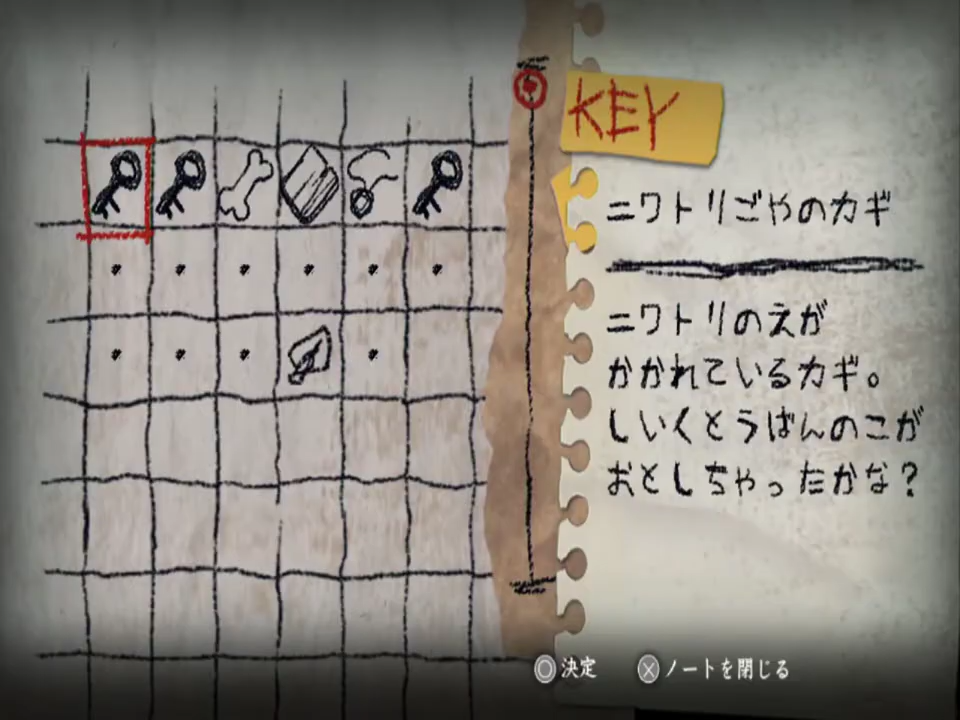 KEY
ニワトリごやのカギ
ニワトリのえが
かかれているカギ。
しいくとうばんのこが
おとしちゃったかな？
決定
ノートを閉じる